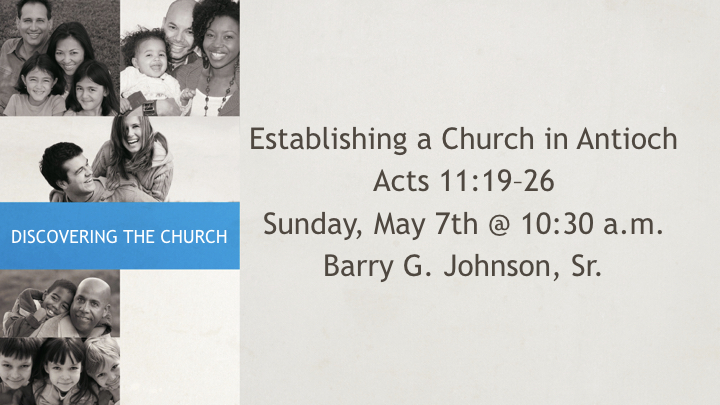 DISCOVERING THE CHURCH
Establishing a Church in Antioch
Acts 11:19–26
Sunday, May 7th @ 10:30 a.m.
Barry G. Johnson, Sr.